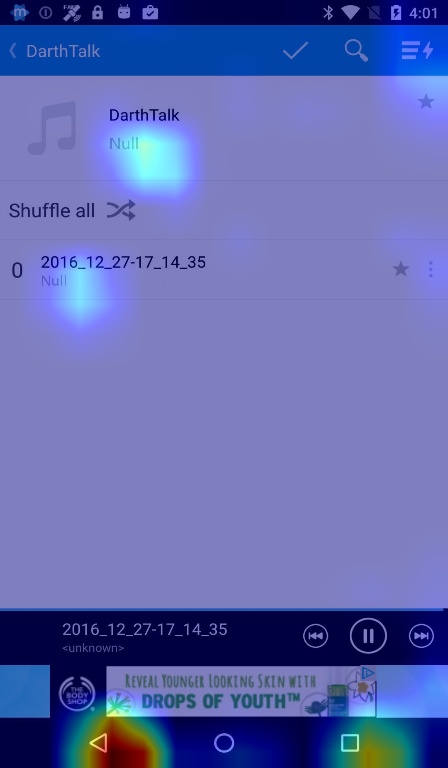 4:01
DarthTalk
DarthTalk
Null
Shuffle all
0
2016_12_27-17_14_35
Null
2016_12_27-17_14_35
<unknown>
THE BODY SHOP
REVEAL YOUNGER LOOKING SKIN WITH
DROPS OF YOUTH™